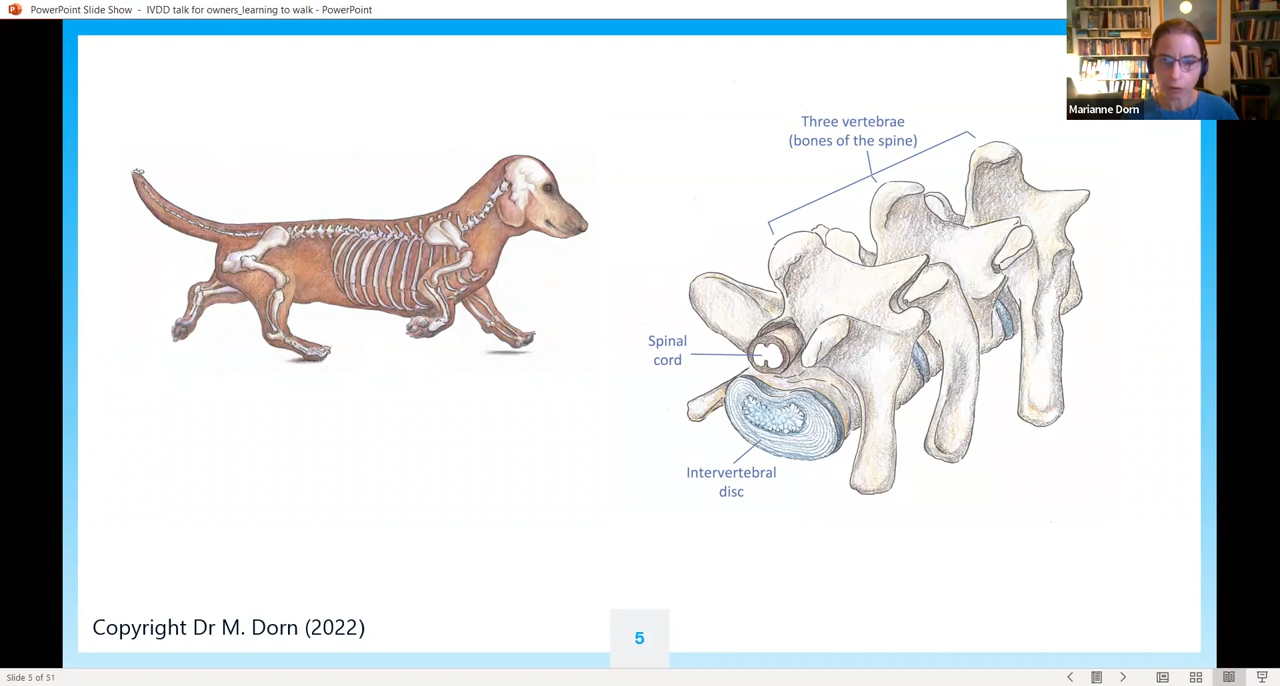 PowerPoint Slide Show - IVDD talk for owners_learning to walk - PowerPoint
Marianne Dorn
Three vertebrae
(bones of the spine)
Spinal
cord
Intervertebral
disc
Copyright Dr M. Dorn (2022)
5
Slide 5 of 51